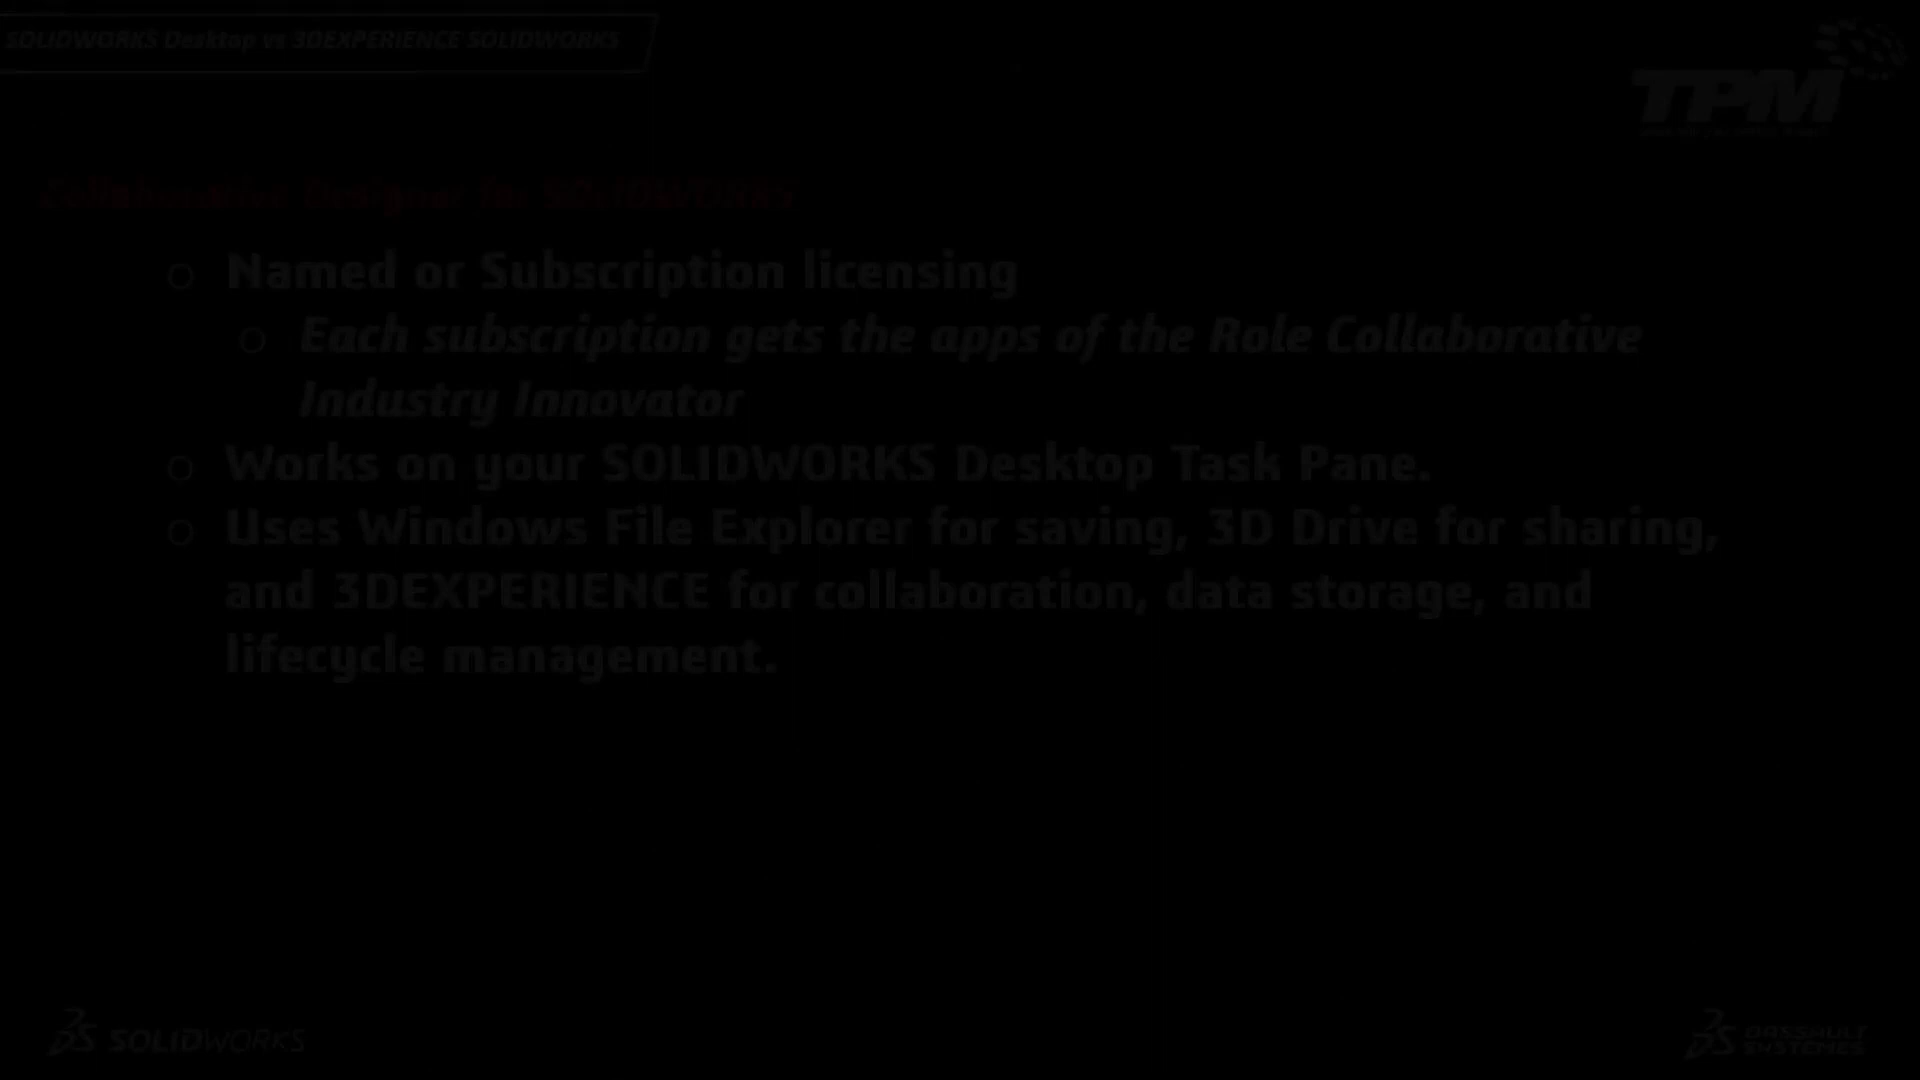 SOLIDWORKS Desktop vs 3DEXPERIENCE SOLIDWORKS
TPM
Collaborative Designer for SOLIDWORKS
Named or Subscription licensing
Each subscription gets the apps of the Role Collaborative
Industry Innovator
Works on your SOLIDWORKS Desktop Task Pane.
Uses Windows File Explorer for saving, 3D Drive for sharing,
and 3DEXPERIENCE for collaboration, data storage, and
lifecycle management.
SOLIDWORKS
DASSAULT
SYSTEMES